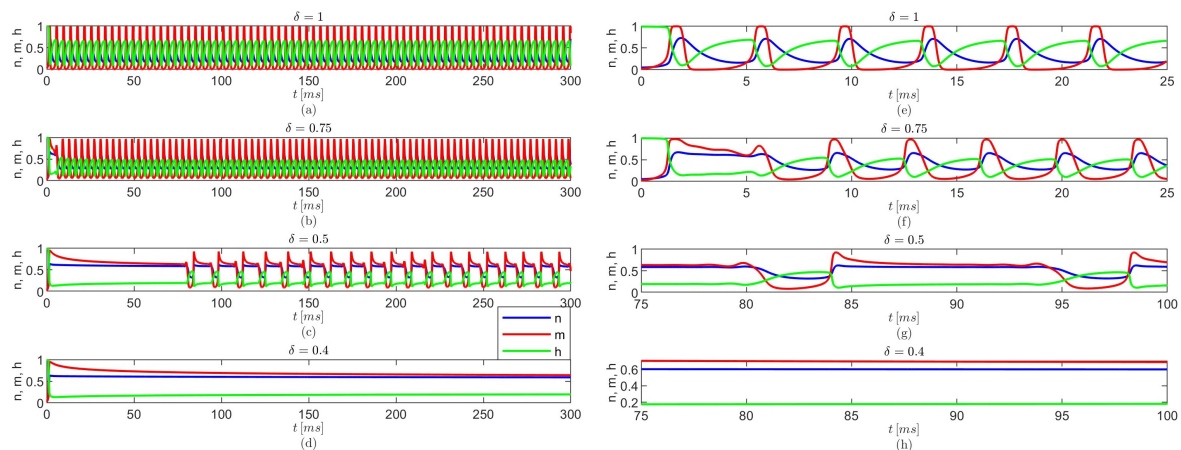 δ = 1
n, m, h
1
0.5
0
0 50 100 150 200 250 300
t [ms]
(a)
δ = 0.75
n, m, h
1
0.5
0
0 50 100 150 200 250 300
t [ms]
(b)
δ = 0.5
n, m, h
1
0.5
0
0 50 100 150 200 250 300
t [ms]
(c)
n
m
h
δ = 0.4
n, m, h
1
0.5
0
0 50 100 150 200 250 300
t [ms]
(d)
δ = 1
n, m, h
1
0.5
0
0 5 10 15 20 25
t [ms]
(e)
δ = 0.75
n, m, h
1
0.5
0
0 5 10 15 20 25
t [ms]
(f)
δ = 0.5
n, m, h
1
0.5
0
75 80 85 90 95 100
t [ms]
(g)
δ = 0.4
n, m, h
0.6
0.4
0.2
75 80 85 90 95 100
t [ms]
(h)